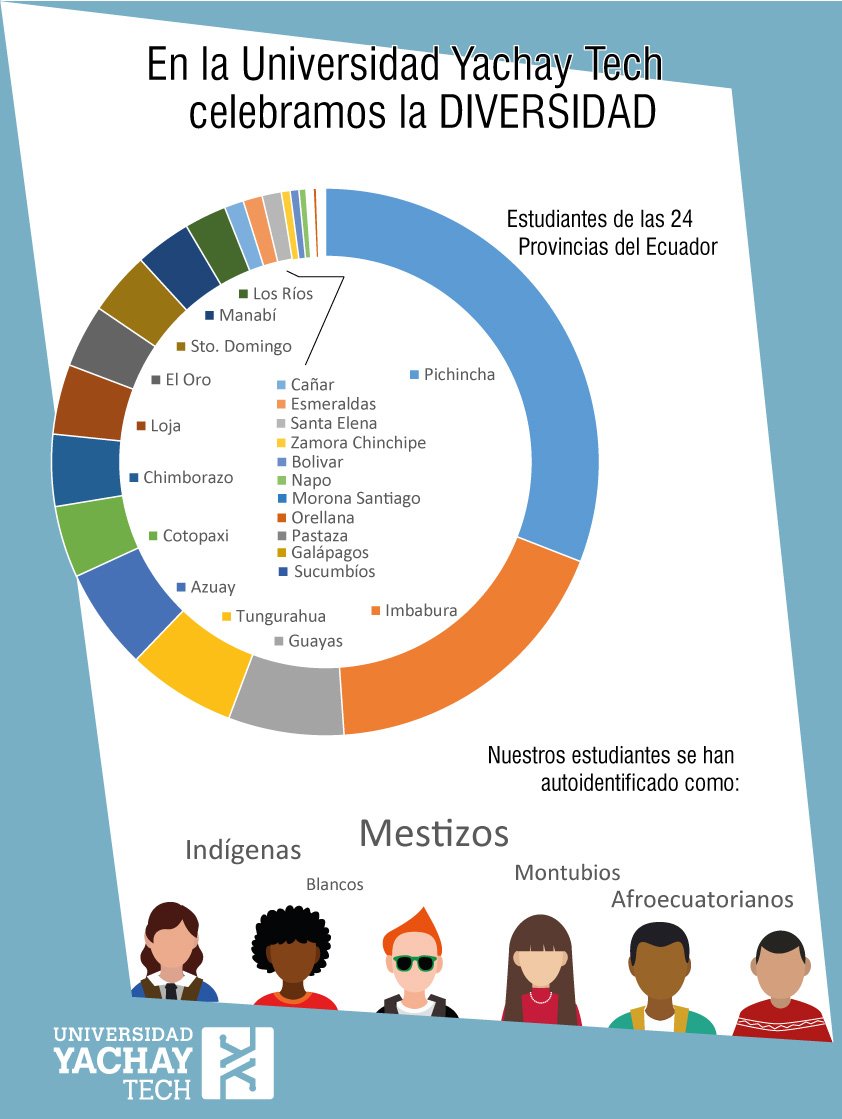 En la Universidad Yachay Tech
celebramos la DIVERSIDAD
Estudiantes de las 24
Provincias del Ecuador
Los Ríos
Manabí
Sto. Domingo
El Oro
Loja
Chimborazo
Cotopaxi
Azuay
Tungurahua
Guayas
Imbabura
Pichincha
Cañar
Esmeraldas
Santa Elena
Zamora Chinchipe
Bolivar
Napo
Morona Santiago
Orellana
Pastaza
Galápagos
Sucumbíos
Nuestros estudiantes se han
autoidentificado como:
Mestizos
Indígenas
Blancos
Montubios
Afroecuatorianos
UNIVERSIDAD
YACHAY
TECH